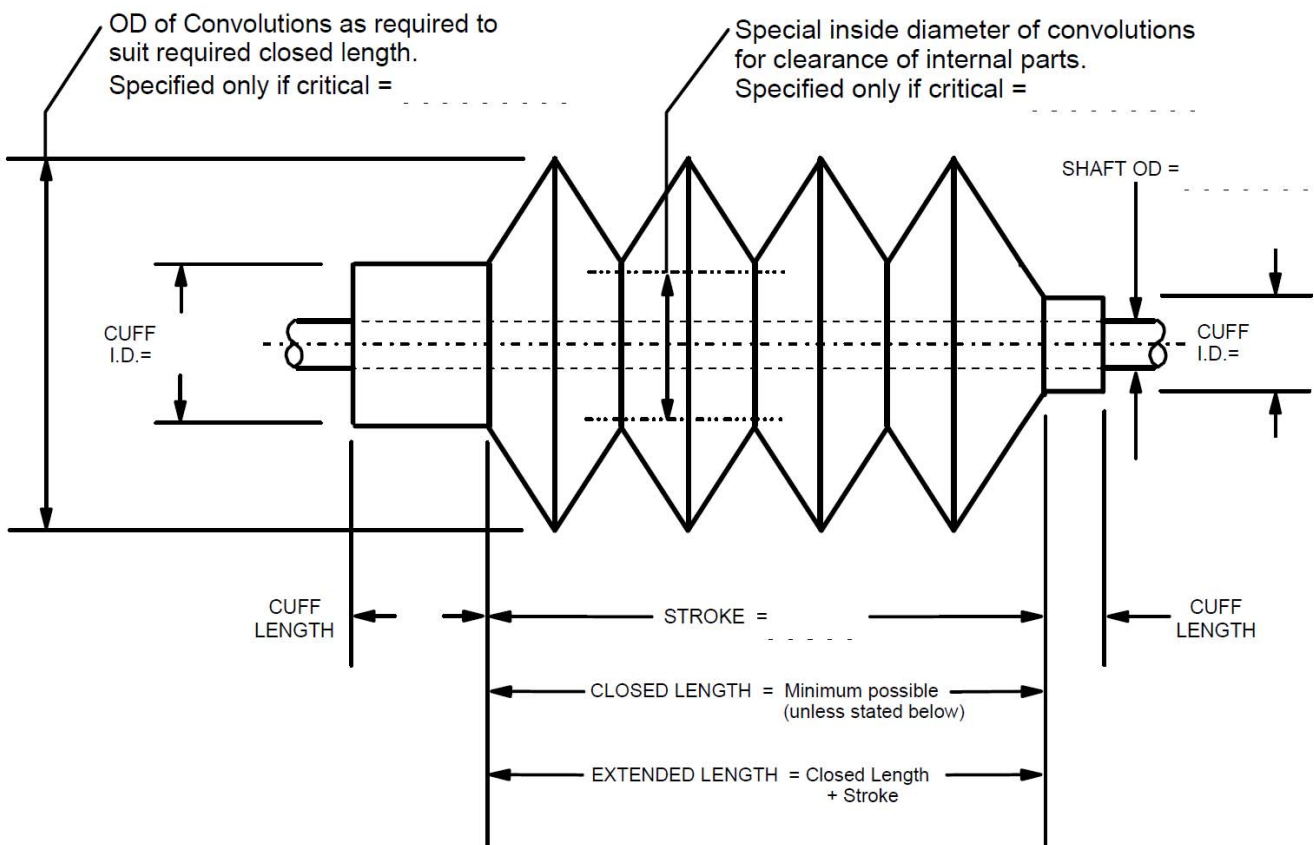 OD of Convolutions as required to
suit required closed length.
Specified only if critical =
Special inside diameter of convolutions
for clearance of internal parts.
Specified only if critical =
SHAFT OD =
CUFF
I.D.=
CUFF
I.D.=
CUFF
LENGTH
STROKE =
CUFF
LENGTH
CLOSED LENGTH = Minimum possible
(unless stated below)
EXTENDED LENGTH = Closed Length
+ Stroke